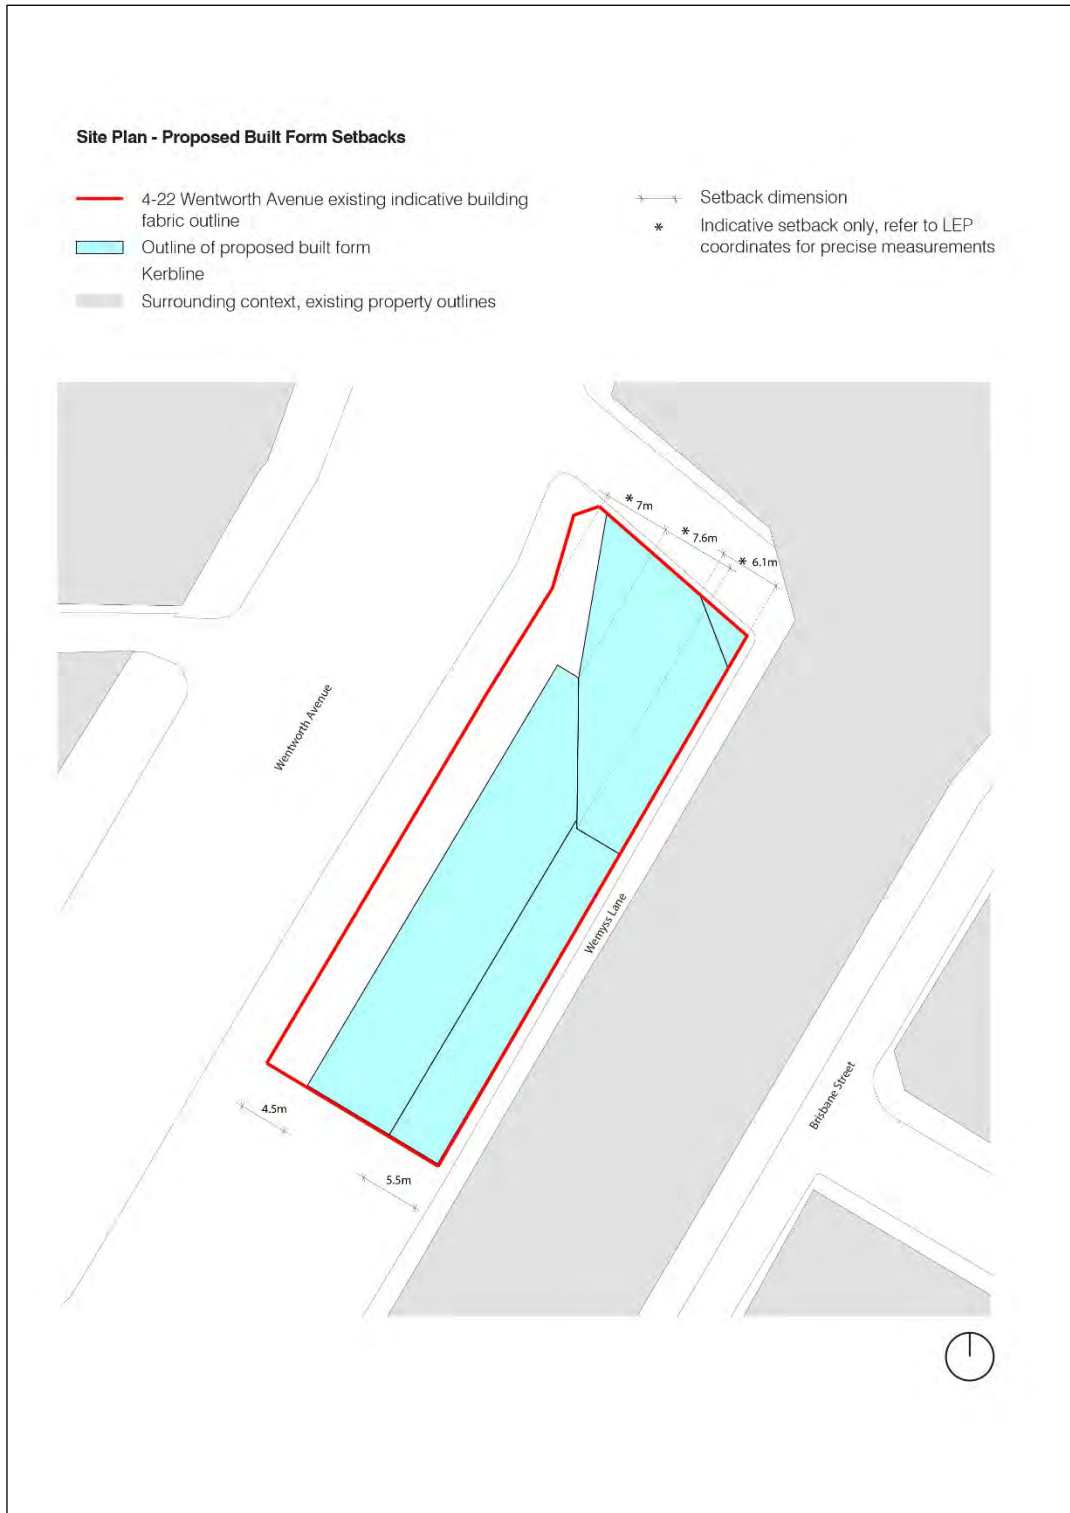 Site Plan - Proposed Built Form Setbacks
4-22 Wentworth Avenue existing indicative building
fabric outline
Outline of proposed built form
Kerbline
Surrounding context, existing property outlines
Setback dimension
* Indicative setback only, refer to LEP
coordinates for precise measurements
* 7m
* 7.6m
* 6.1m
Wentworth Avenue
Wemyss Lane
Brisbane Street
4.5m
5.5m